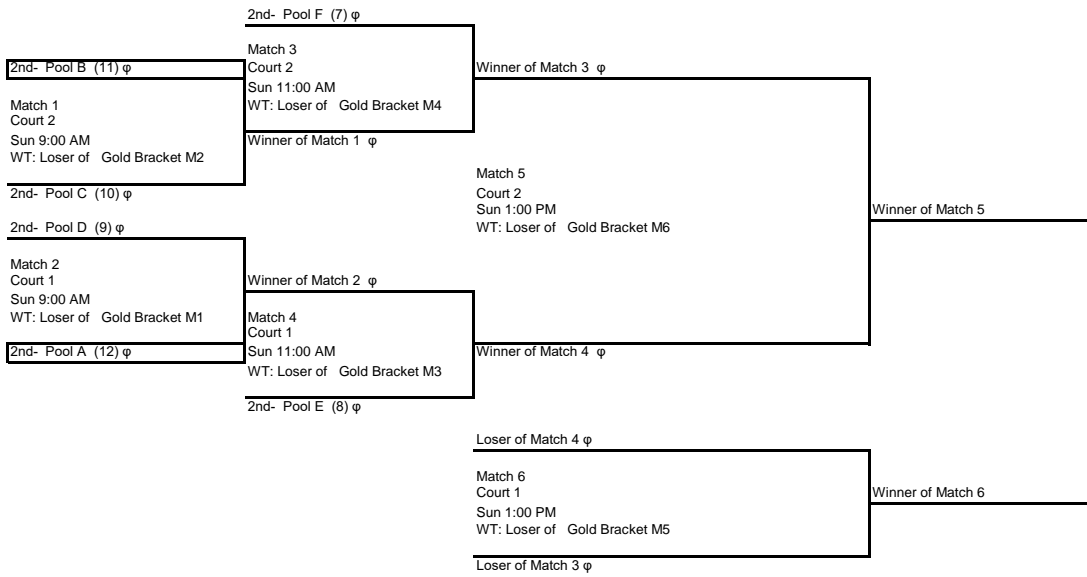 2nd- Pool F (7) φ
Match 3
Court 2
Sun 11:00 AM
WT: Loser of Gold Bracket M4
2nd- Pool B (11) φ
Winner of Match 3 φ
Match 1
Court 2
Sun 9:00 AM
WT: Loser of Gold Bracket M2
Winner of Match 1 φ
2nd- Pool C (10) φ
Match 5
Court 2
Sun 1:00 PM
WT: Loser of Gold Bracket M6
Winner of Match 5
2nd- Pool D (9) φ
Match 2
Court 1
Sun 9:00 AM
WT: Loser of Gold Bracket M1
Winner of Match 2 φ
Match 4
Court 1
Sun 11:00 AM
WT: Loser of Gold Bracket M3
2nd- Pool A (12) φ
Winner of Match 4 φ
2nd- Pool E (8) φ
Loser of Match 4 φ
Match 6
Court 1
Sun 1:00 PM
WT: Loser of Gold Bracket M5
Winner of Match 6
Loser of Match 3 φ